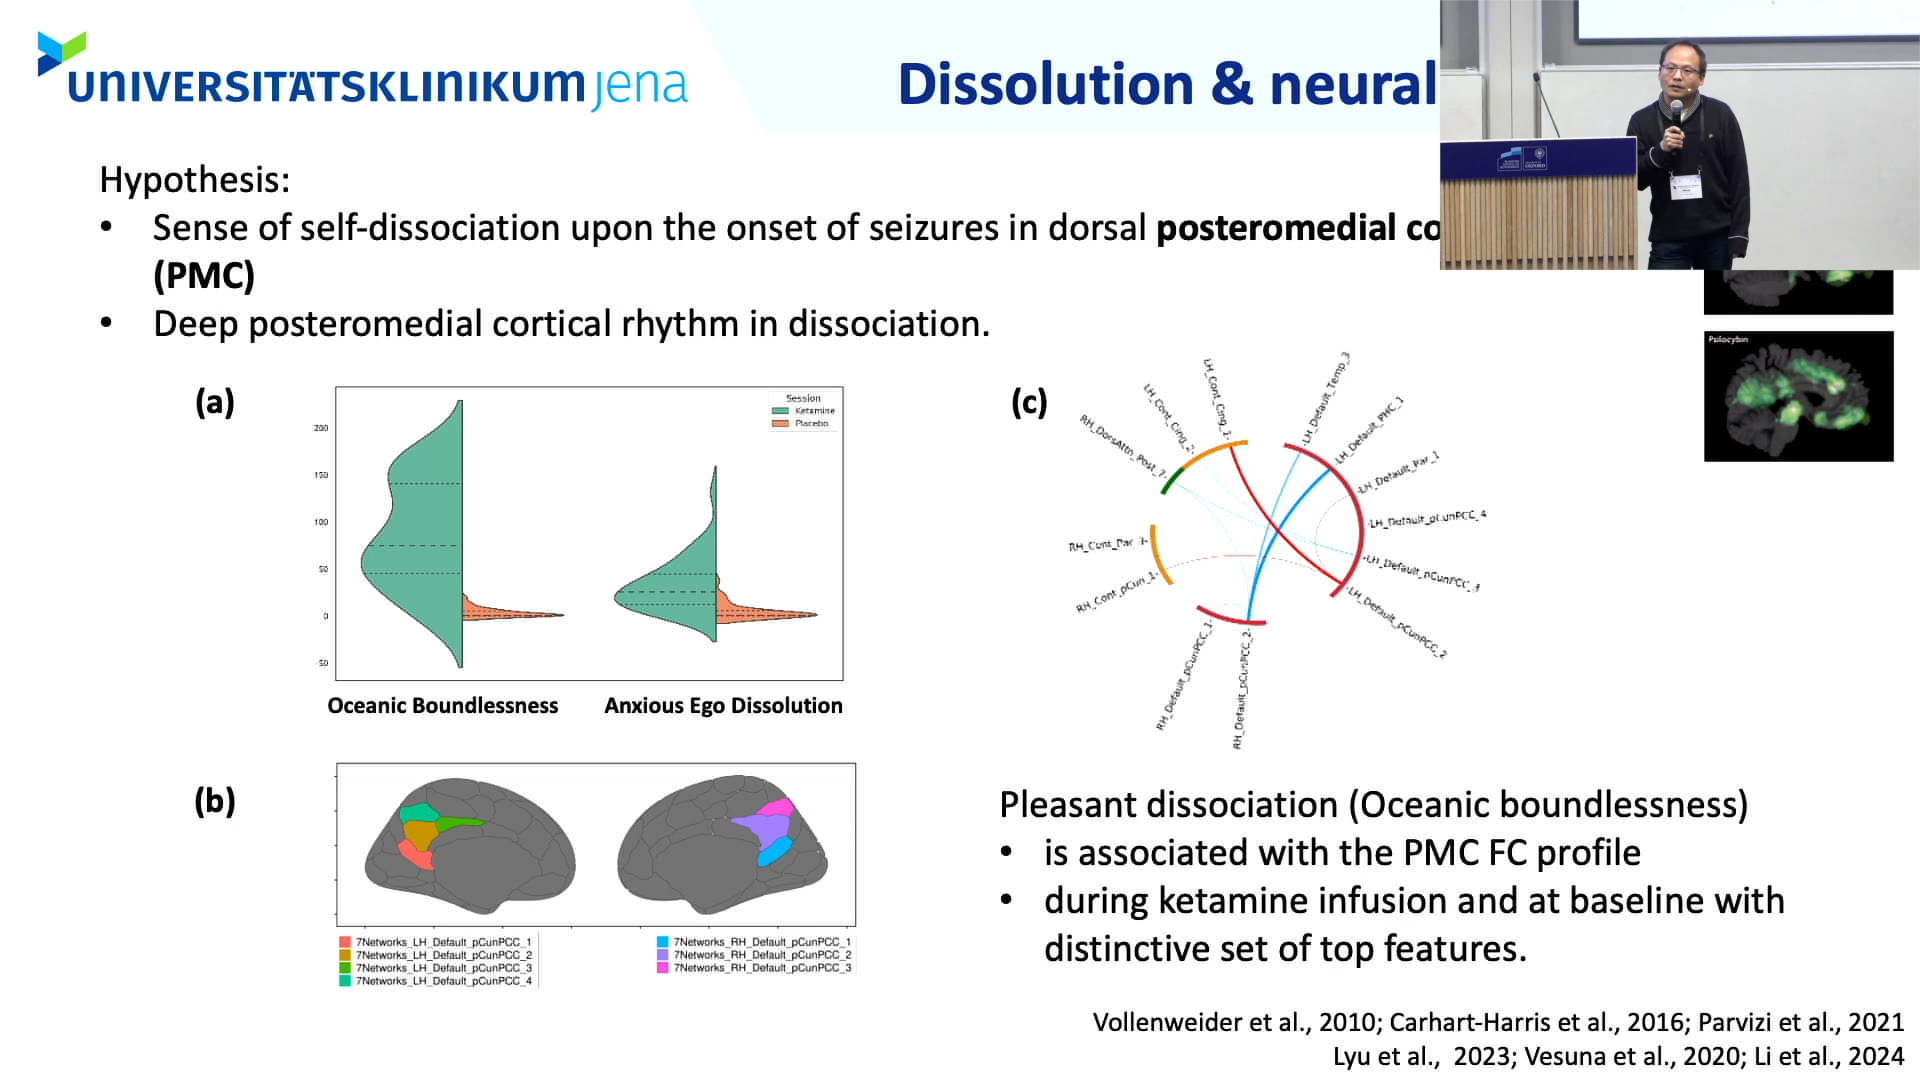 UNIVERSITÄTSKLINIKUM jena
Dissolution & neural
Hypothesis:
• Sense of self-dissociation upon the onset of seizures in dorsal posteromedial co
(PMC)
• Deep posteromedial cortical rhythm in dissociation.
(a)
Session
Ketamine
Placebo
200
150
100
50
0
-50
Oceanic Boundlessness
Anxious Ego Dissolution
(b)
7Networks_LH_Default_pCunPCC_1
7Networks_LH_Default_pCunPCC_2
7Networks_LH_Default_pCunPCC_3
7Networks_LH_Default_pCunPCC_4
7Networks_RH_Default_pCunPCC_1
7Networks_RH_Default_pCunPCC_2
7Networks_RH_Default_pCunPCC_3
(c)
LH_Cont_Cing_1
LH_Cont_Cing_2
RH_DorsAttn_Post_7
RH_Cont_Par_3
RH_Cont_pCun_1
RH_Default_pCunPCC_1
RH_Default_pCunPCC_2
LH_Default_Temp_3
LH_Default_PHC_1
LH_Default_Par_1
LH_Default_pCunPCC_4
LH_Default_pCunPCC_3
LH_Default_pCunPCC_2
Psilocybin
OXFORD
Pleasant dissociation (Oceanic boundlessness)
• is associated with the PMC FC profile
• during ketamine infusion and at baseline with
distinctive set of top features.
Vollenweider et al., 2010; Carhart-Harris et al., 2016; Parvizi et al., 2021
Lyu et al., 2023; Vesuna et al., 2020; Li et al., 2024